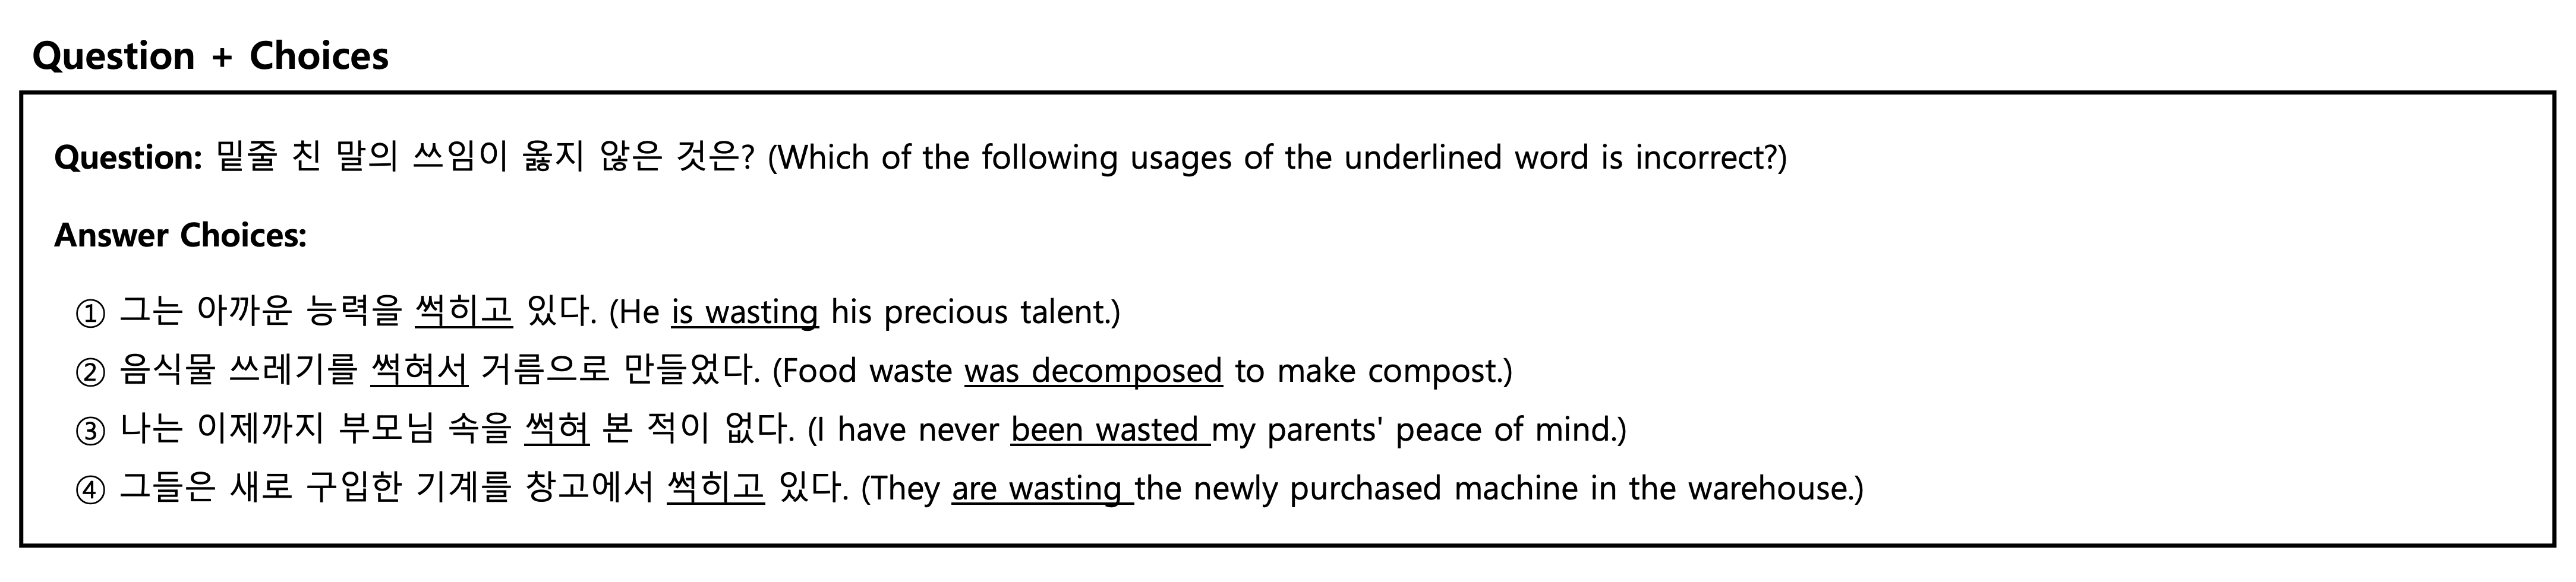 Question + Choices
Question: 밑줄 친 말의 쓰임이 옳지 않은 것은? (Which of the following usages of the underlined word is incorrect?)
Answer Choices:
① 그는 아까운 능력을 썩히고 있다. (He is wasting his precious talent.)
② 음식물 쓰레기를 썩혀서 거름으로 만들었다. (Food waste was decomposed to make compost.)
③ 나는 이제까지 부모님 속을 썩혀 본 적이 없다. (I have never been wasted my parents' peace of mind.)
④ 그들은 새로 구입한 기계를 창고에서 썩히고 있다. (They are wasting the newly purchased machine in the warehouse.)